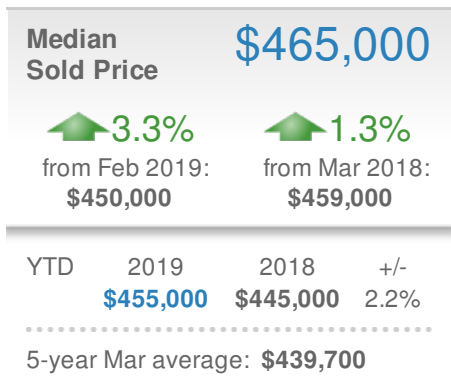 Median
Sold Price
$465,000
3.3%
from Feb 2019:
$450,000
1.3%
from Mar 2018:
$459,000
YTD 2019 2018 +/-
$455,000 $445,000 2.2%
5-year Mar average: $439,700